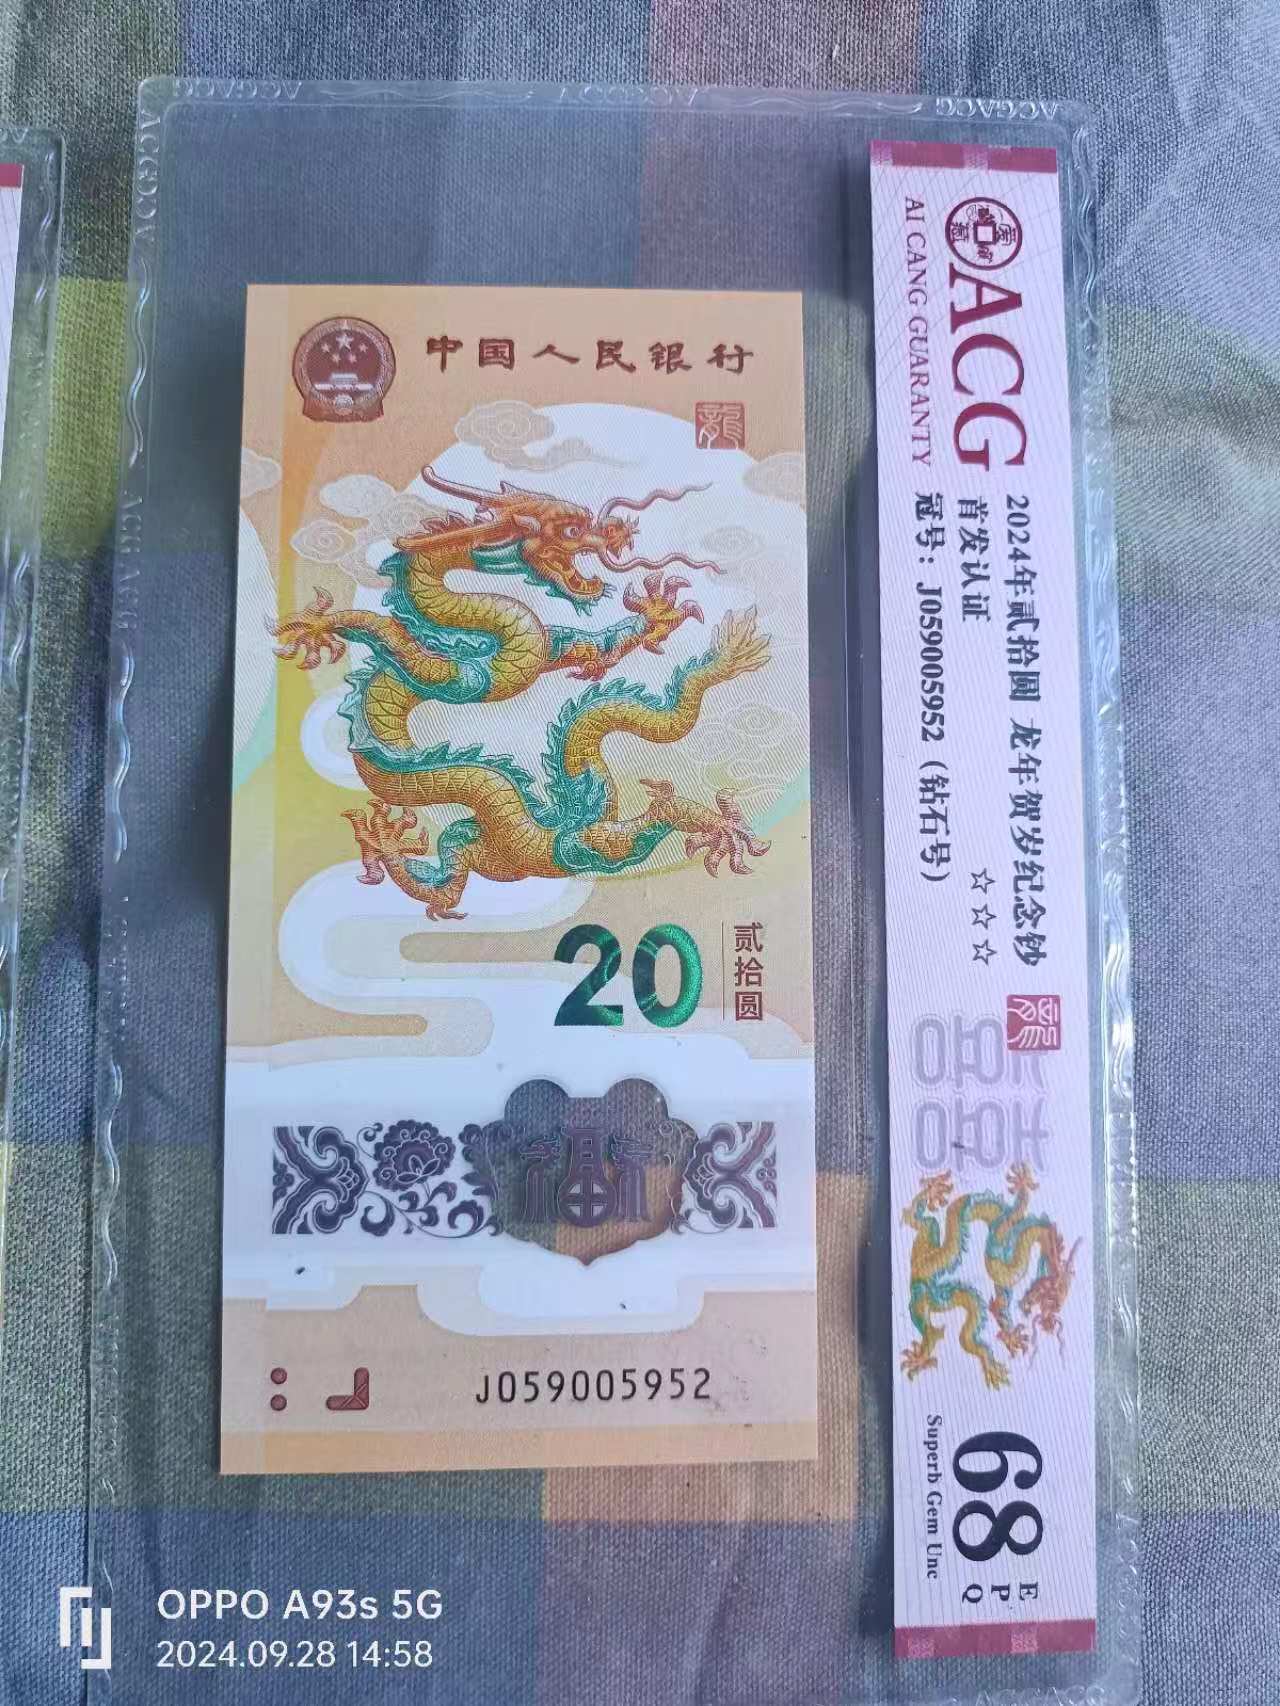 中国人民银行
龍
20
贰拾圆
福
J059005952
ACG
AI CANG GUARANTY
2024年贰拾圆 龙年贺岁纪念钞
首发认证 ☆☆☆
冠号：J059005952（钻石号）
68
EPQ
Superb Gem Unc
OPPO A93s 5G
2024.09.28 14:58